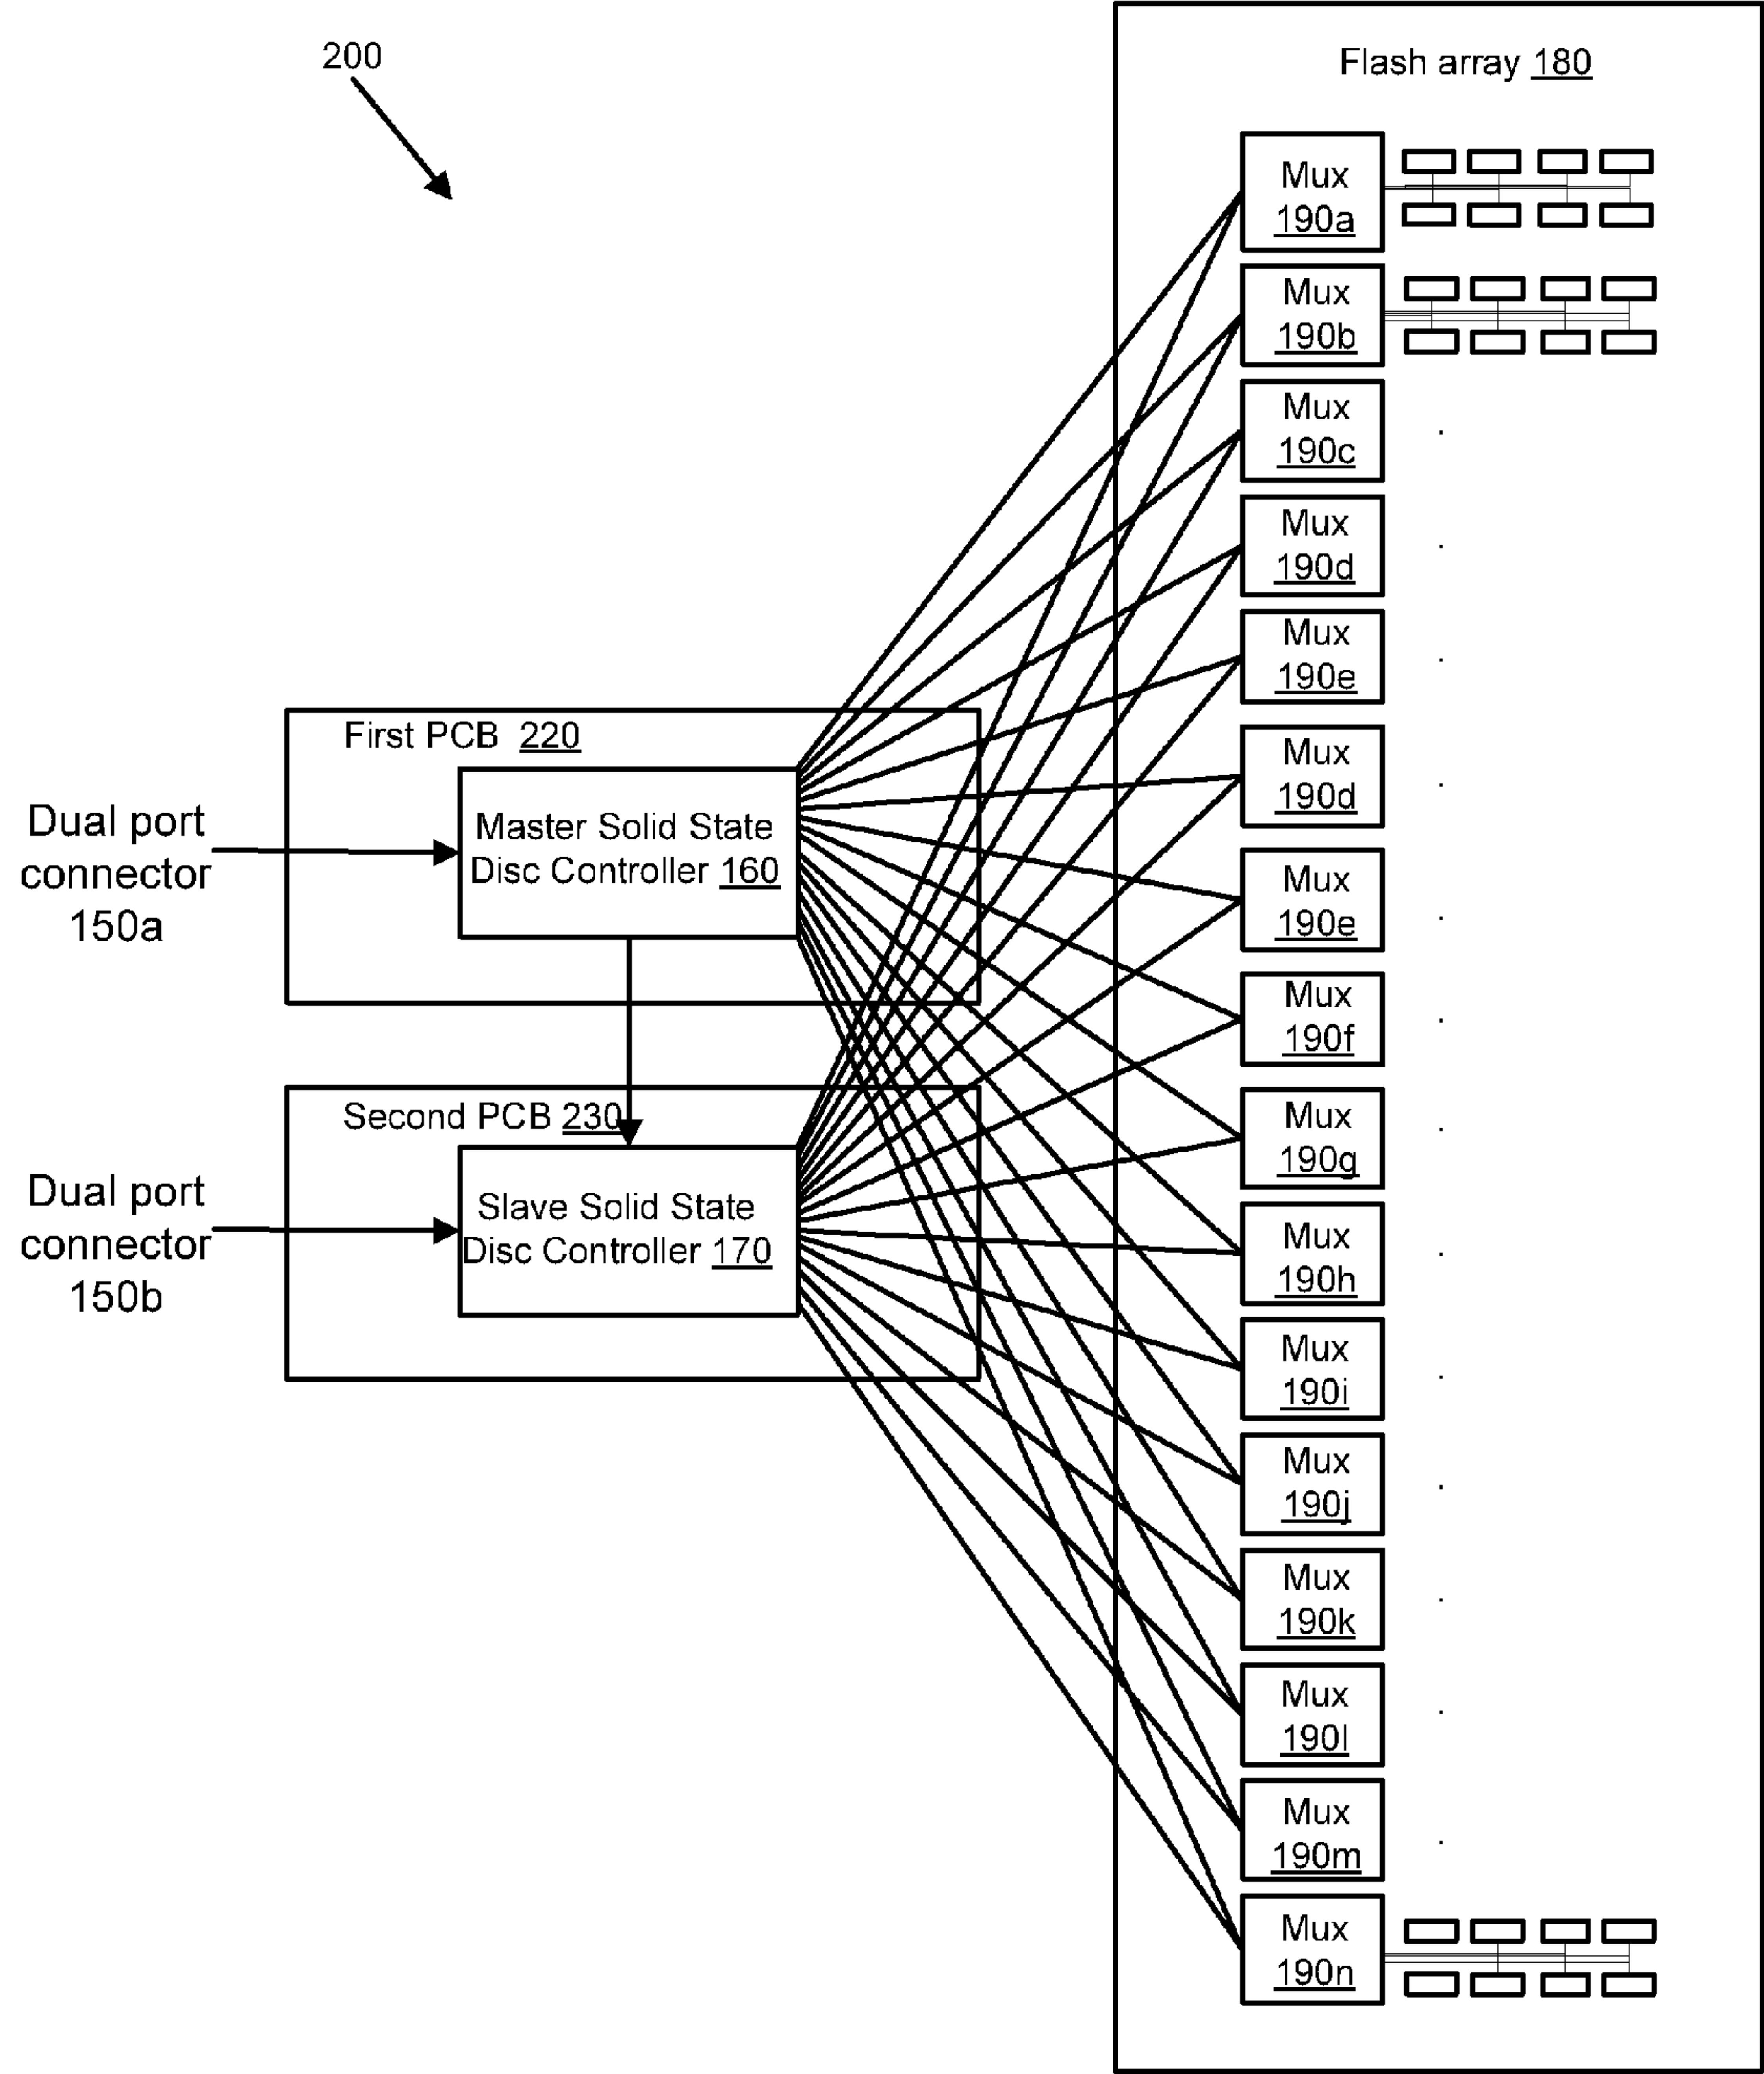 200
Flash array 180
Mux
190a
Mux
190b
Mux
190c
Mux
190d
Mux
190e
Mux
190d
Mux
190e
Mux
190f
Mux
190g
Mux
190h
Mux
190i
Mux
190j
Mux
190k
Mux
190l
Mux
190m
Mux
190n
First PCB 220
Master Solid State
Disc Controller 160
Dual port
connector
150a
Second PCB 230
Slave Solid State
Disc Controller 170
Dual port
connector
150b